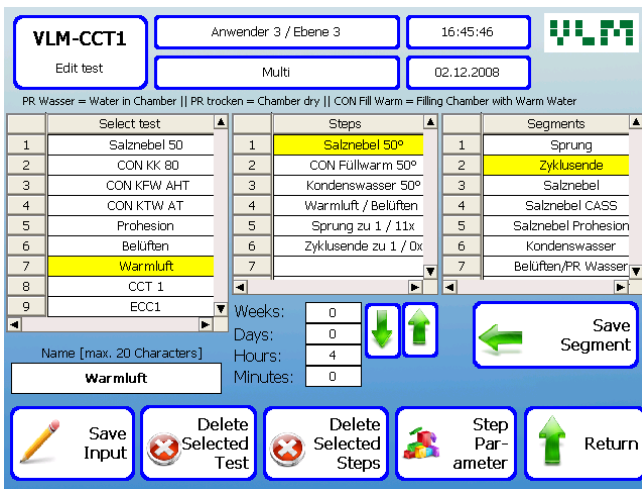 VLM-CCT1
Edit test
Anwender 3 / Ebene 3
16:45:46
VLM
Multi
02.12.2008
PR Wasser = Water in Chamber || PR trocken = Chamber dry || CON Fill Warm = Filling Chamber with Warm Water
Select test
1 Salznebel 50
2 CON KK 80
3 CON KFW AHT
4 CON KTW AT
5 Prohesion
6 Belüften
7 Warmluft
8 CCT 1
9 ECC1
Steps
1 Salznebel 50º
2 CON Füllwarm 50º
3 Kondenswasser 50º
4 Warmluft / Belüften
5 Sprung zu 1 / 11x
6 Zyklusende zu 1 / 0x
7
Segments
1 Sprung
2 Zyklusende
3 Salznebel
4 Salznebel CASS
5 Salznebel Prohesion
6 Kondenswasser
7 Belüften/PR Wasser
Name [max. 20 Characters]
Warmluft
Weeks: 0
Days: 0
Hours: 4
Minutes: 0
Save
Segment
Save
Input
Delete
Selected
Test
Delete
Selected
Steps
Step
Par-
ameter
Return